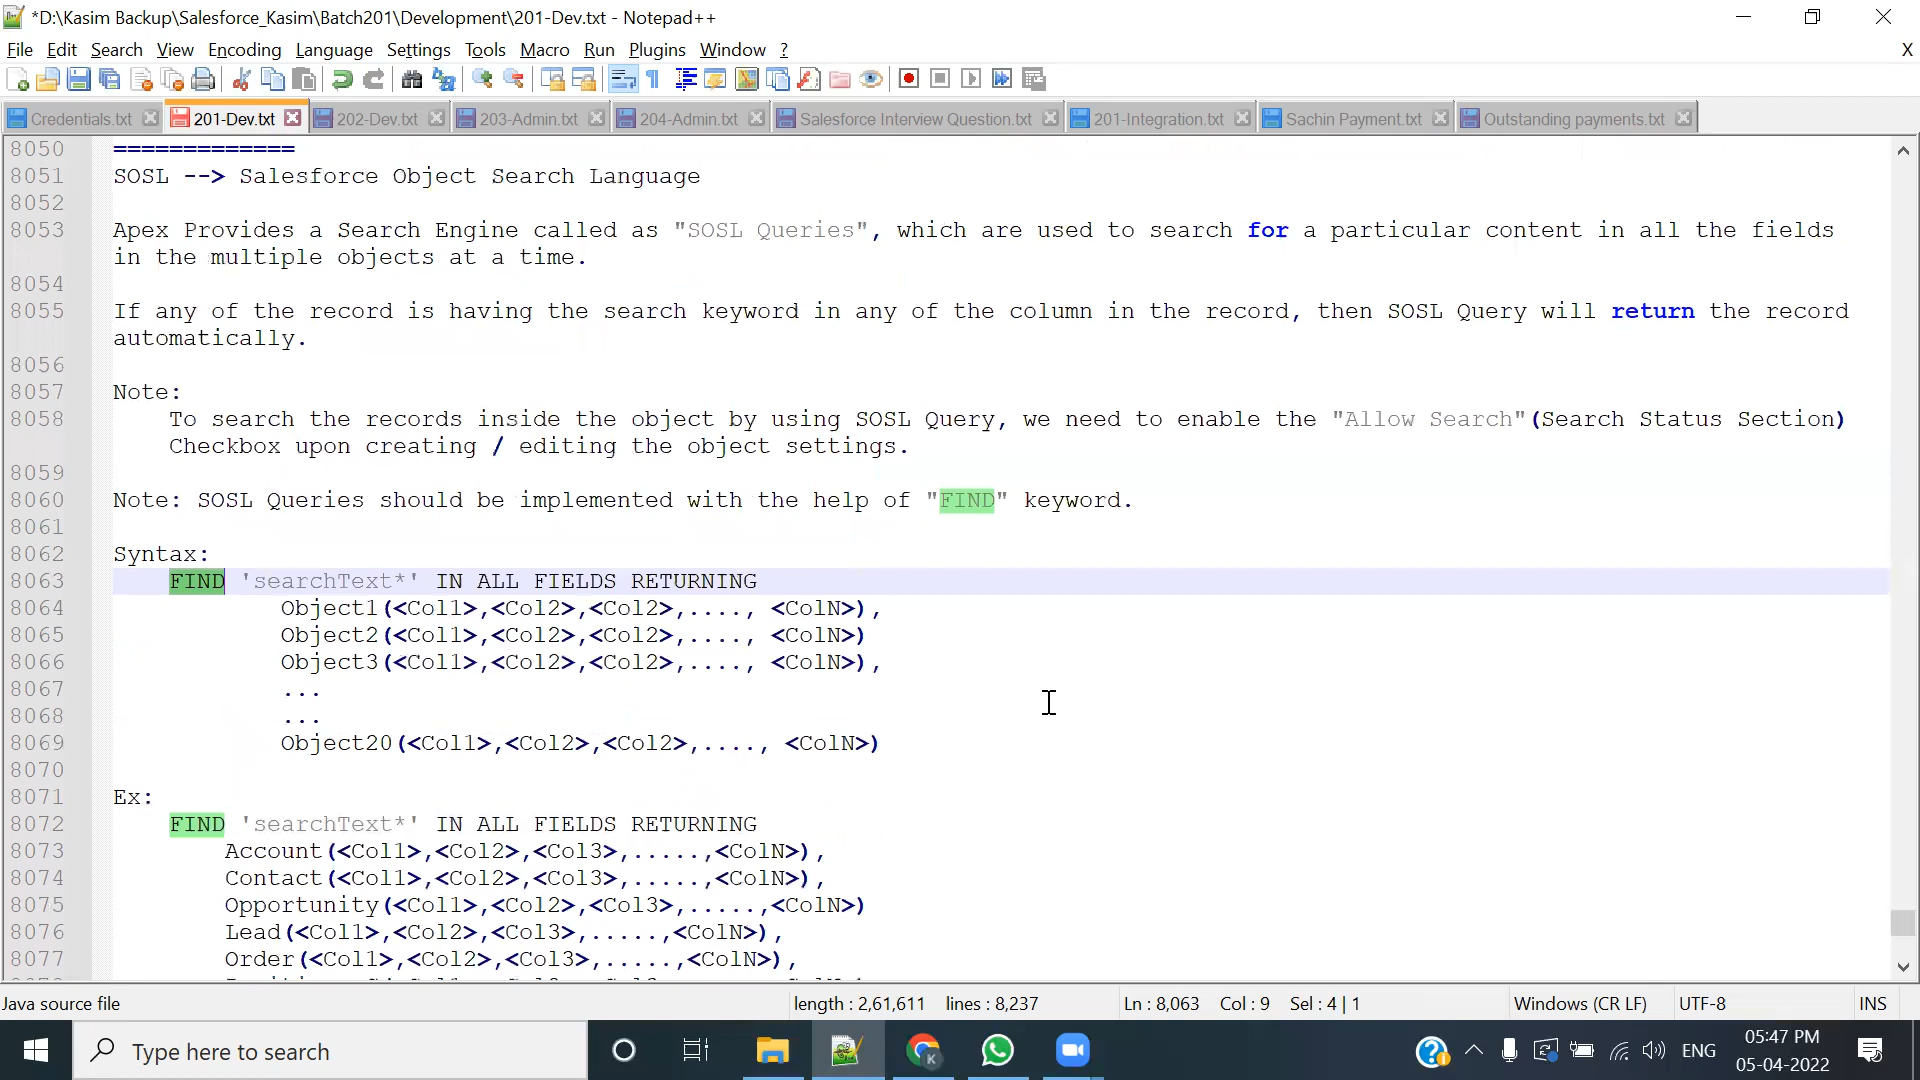 *D:\Kasim Backup\Salesforce_Kasim\Batch201\Development\201-Dev.txt - Notepad++
File Edit Search View Encoding Language Settings Tools Macro Run Plugins Window ? X
Credentials.txt 201-Dev.txt 202-Dev.txt 203-Admin.txt 204-Admin.txt Salesforce Interview Question.txt 201-Integration.txt Sachin Payment.txt Outstanding payments.txt
8050 =============
8051 SOSL --> Salesforce Object Search Language
8052
8053 Apex Provides a Search Engine called as "SOSL Queries", which are used to search for a particular content in all the fields
in the multiple objects at a time.
8054
8055 If any of the record is having the search keyword in any of the column in the record, then SOSL Query will return the record
automatically.
8056
8057 Note:
8058 To search the records inside the object by using SOSL Query, we need to enable the "Allow Search"(Search Status Section)
Checkbox upon creating / editing the object settings.
8059
8060 Note: SOSL Queries should be implemented with the help of "FIND" keyword.
8061
8062 Syntax:
8063 FIND 'searchText*' IN ALL FIELDS RETURNING
8064 Object1(<Col1>,<Col2>,<Col2>,...., <ColN>),
8065 Object2(<Col1>,<Col2>,<Col2>,...., <ColN>)
8066 Object3(<Col1>,<Col2>,<Col2>,...., <ColN>),
8067 ...
8068 ...
8069 Object20(<Col1>,<Col2>,<Col2>,...., <ColN>)
8070
8071 Ex:
8072 FIND 'searchText*' IN ALL FIELDS RETURNING
8073 Account(<Col1>,<Col2>,<Col3>,.....,<ColN>),
8074 Contact(<Col1>,<Col2>,<Col3>,.....,<ColN>),
8075 Opportunity(<Col1>,<Col2>,<Col3>,.....,<ColN>)
8076 Lead(<Col1>,<Col2>,<Col3>,.....,<ColN>),
8077 Order(<Col1>,<Col2>,<Col3>,.....,<ColN>),
Java source file length : 2,61,611 lines : 8,237 Ln : 8,063 Col : 9 Sel : 4 | 1 Windows (CR LF) UTF-8 INS
Type here to search ENG 05:47 PM
05-04-2022